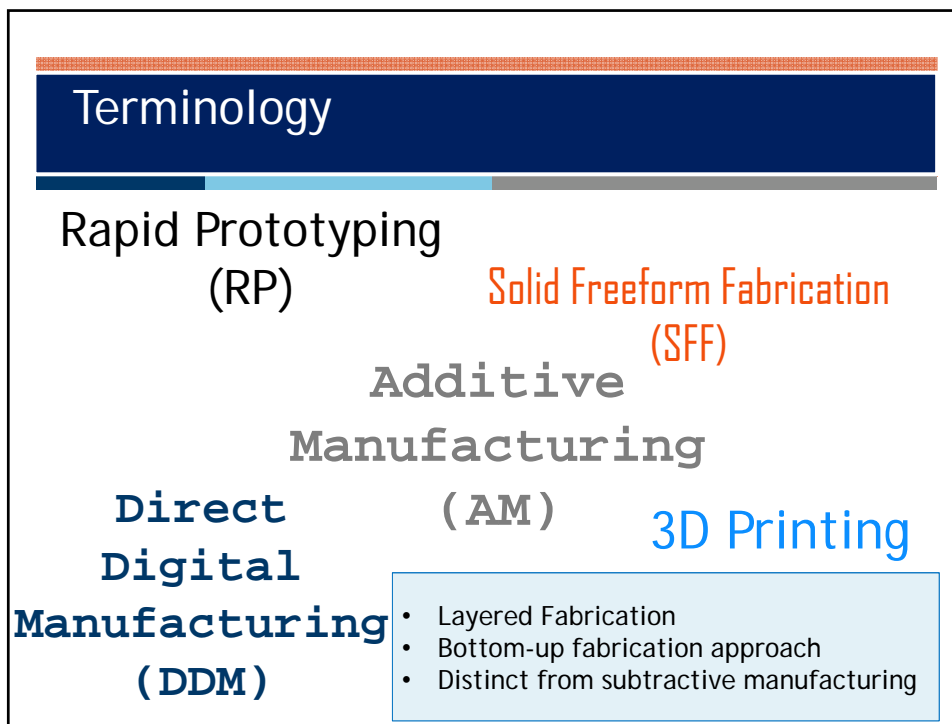 Terminology
Rapid Prototyping
(RP)
Solid Freeform Fabrication
(SFF)
Additive
Manufacturing
(AM)
Direct
Digital
Manufacturing
(DDM)
3D Printing
• Layered Fabrication
• Bottom-up fabrication approach
• Distinct from subtractive manufacturing